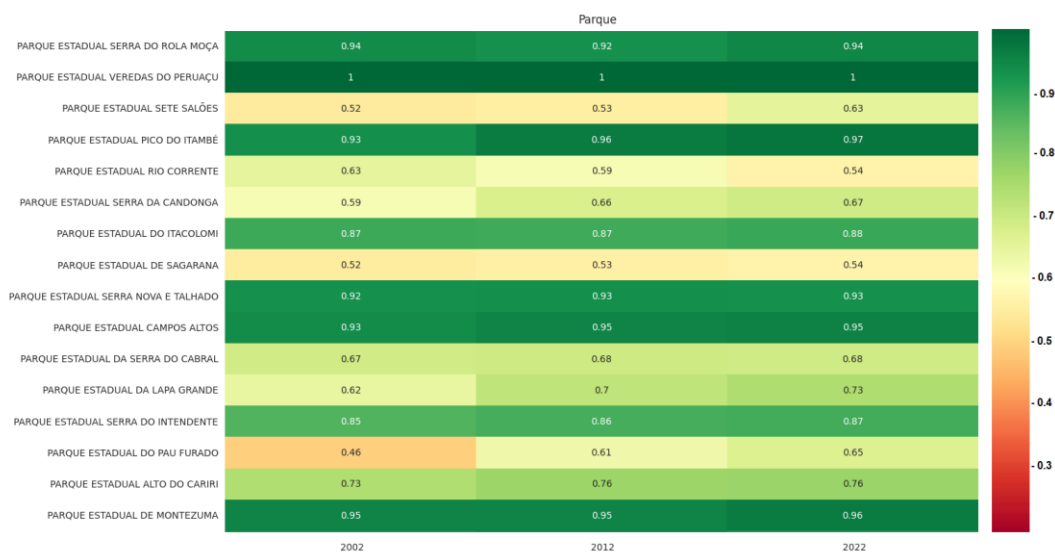 Parque
PARQUE ESTADUAL SERRA DO ROLA MOÇA 0.94 0.92 0.94
PARQUE ESTADUAL VEREDAS DO PERUAÇU 1 1 1
PARQUE ESTADUAL SETE SALÕES 0.52 0.53 0.63
PARQUE ESTADUAL PICO DO ITAMBÉ 0.93 0.96 0.97
PARQUE ESTADUAL RIO CORRENTE 0.63 0.59 0.54
PARQUE ESTADUAL SERRA DA CANDONGA 0.59 0.66 0.67
PARQUE ESTADUAL DO ITACOLOMI 0.87 0.87 0.88
PARQUE ESTADUAL DE SAGARANA 0.52 0.53 0.54
PARQUE ESTADUAL SERRA NOVA E TALHADO 0.92 0.93 0.93
PARQUE ESTADUAL CAMPOS ALTOS 0.93 0.95 0.95
PARQUE ESTADUAL DA SERRA DO CABRAL 0.67 0.68 0.68
PARQUE ESTADUAL DA LAPA GRANDE 0.62 0.7 0.73
PARQUE ESTADUAL SERRA DO INTENDENTE 0.85 0.86 0.87
PARQUE ESTADUAL DO PAU FURADO 0.46 0.61 0.65
PARQUE ESTADUAL ALTO DO CARIRI 0.73 0.76 0.76
PARQUE ESTADUAL DE MONTEZUMA 0.95 0.95 0.96
2002 2012 2022
- 0.9
- 0.8
- 0.7
- 0.6
- 0.5
- 0.4
- 0.3